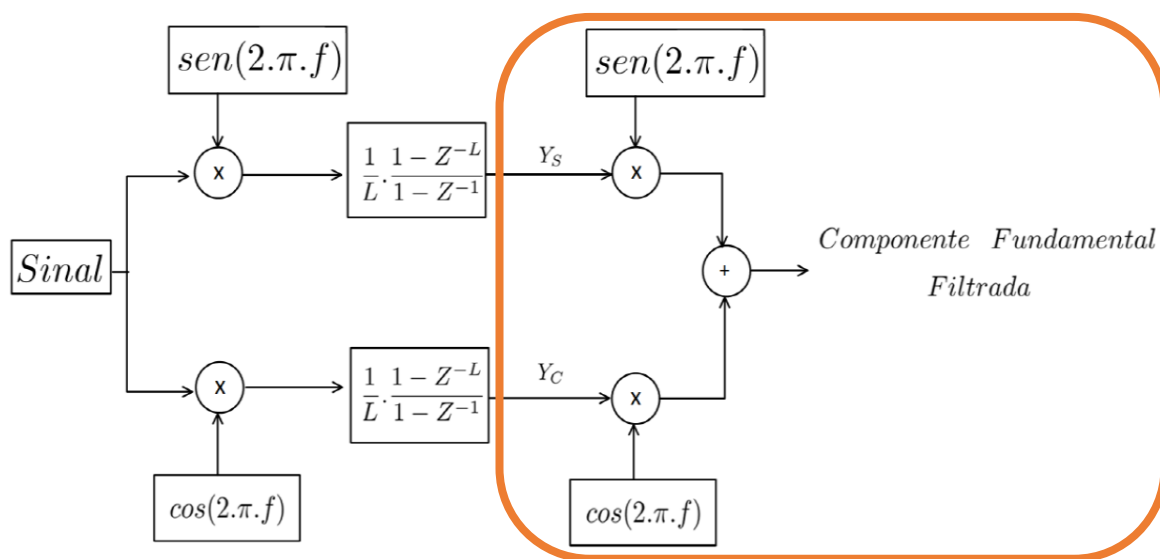 sen(2.π.f)
sen(2.π.f)
x
1/L . (1 − Z^{−L})/(1 − Z^{−1})
Y_S
x
Sinal
+
Componente Fundamental
Filtrada
x
1/L . (1 − Z^{−L})/(1 − Z^{−1})
Y_C
x
cos(2.π.f)
cos(2.π.f)